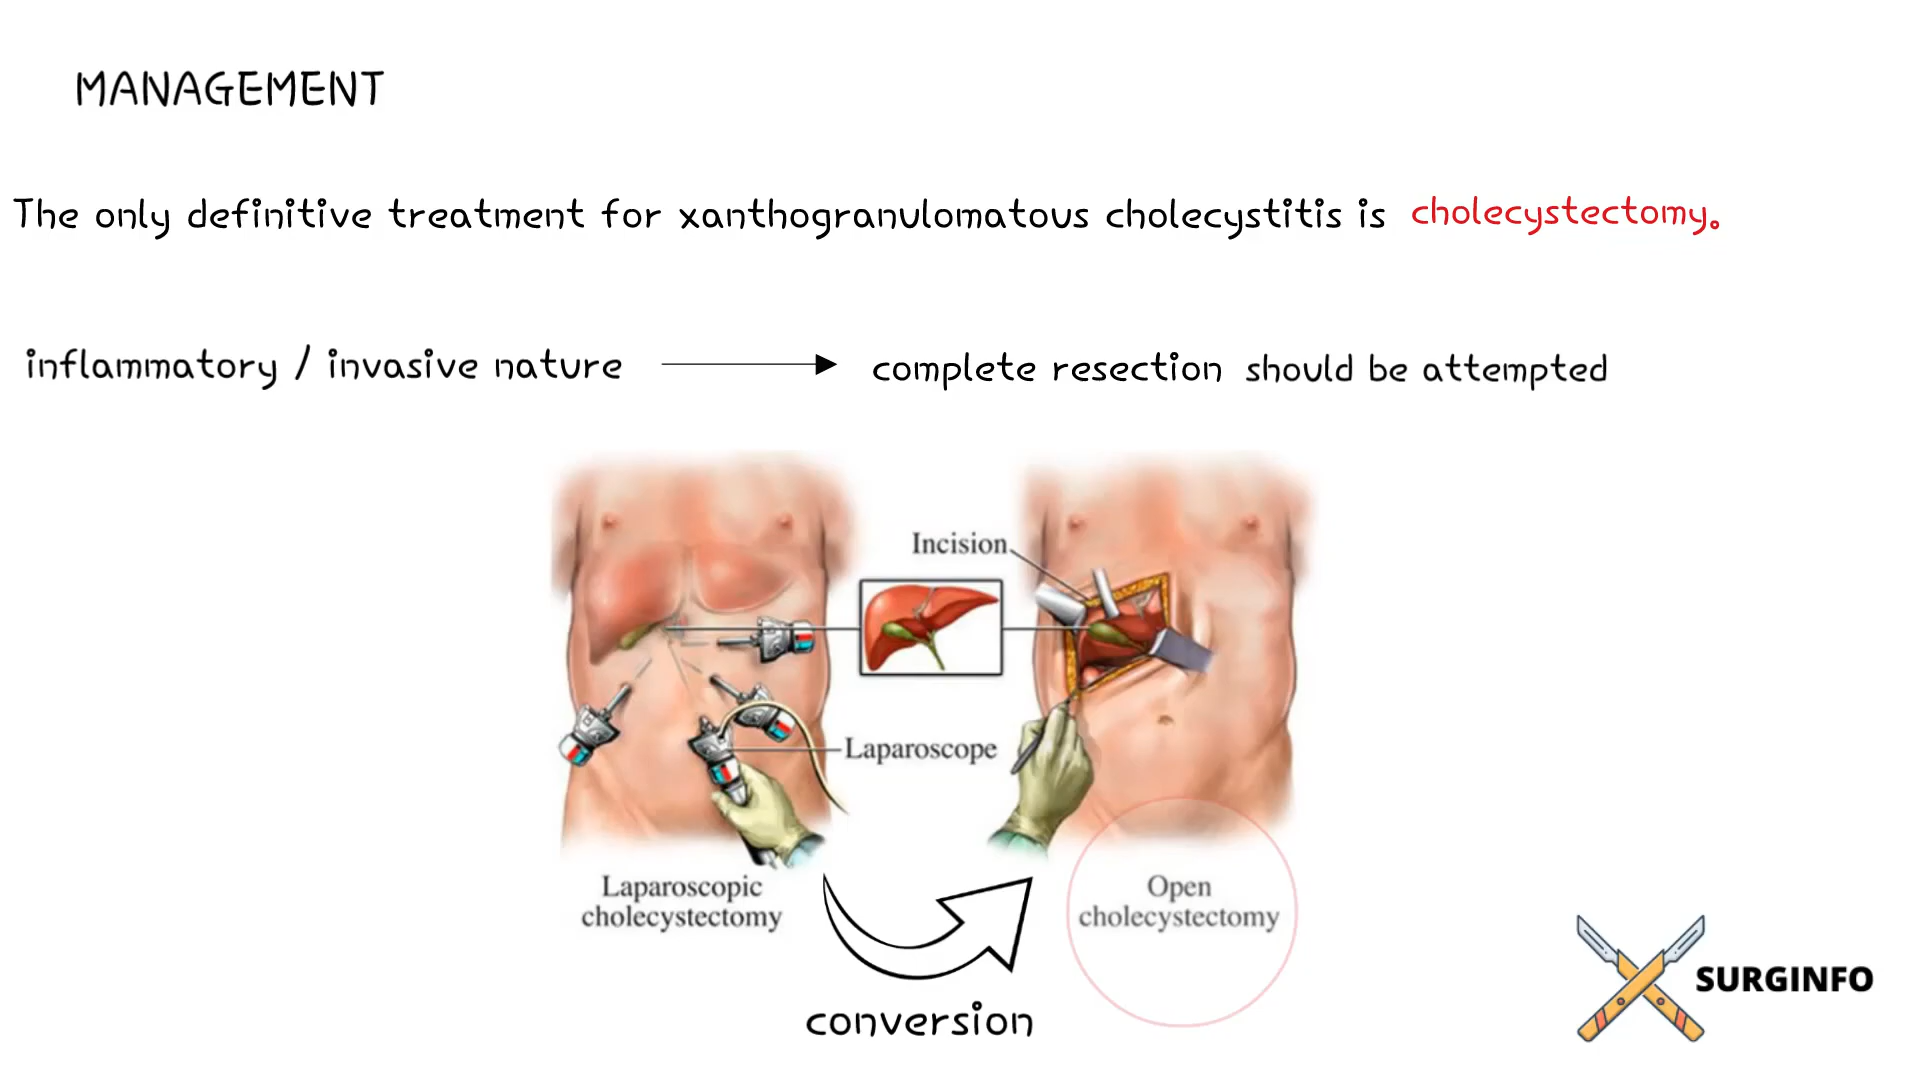 MANAGEMENT
The only definitive treatment for xanthogranulomatous cholecystitis is cholecystectomy.
inflammatory / invasive nature complete resection should be attempted
Incision
Laparoscope
Laparoscopic
cholecystectomy
Open
cholecystectomy
conversion
SURGINFO